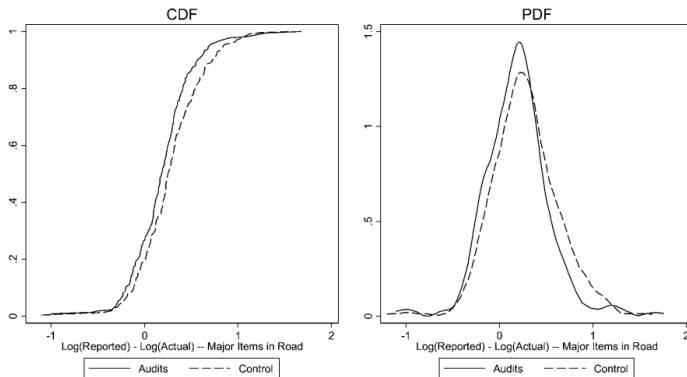 CDF
1
.8
.6
.4
.2
0
-1 0 1 2
Log(Reported) - Log(Actual) -- Major Items in Road
Audits Control
PDF
1.5
1
.5
0
-1 0 1 2
Log(Reported) - Log(Actual) -- Major Items in Road
Audits Control